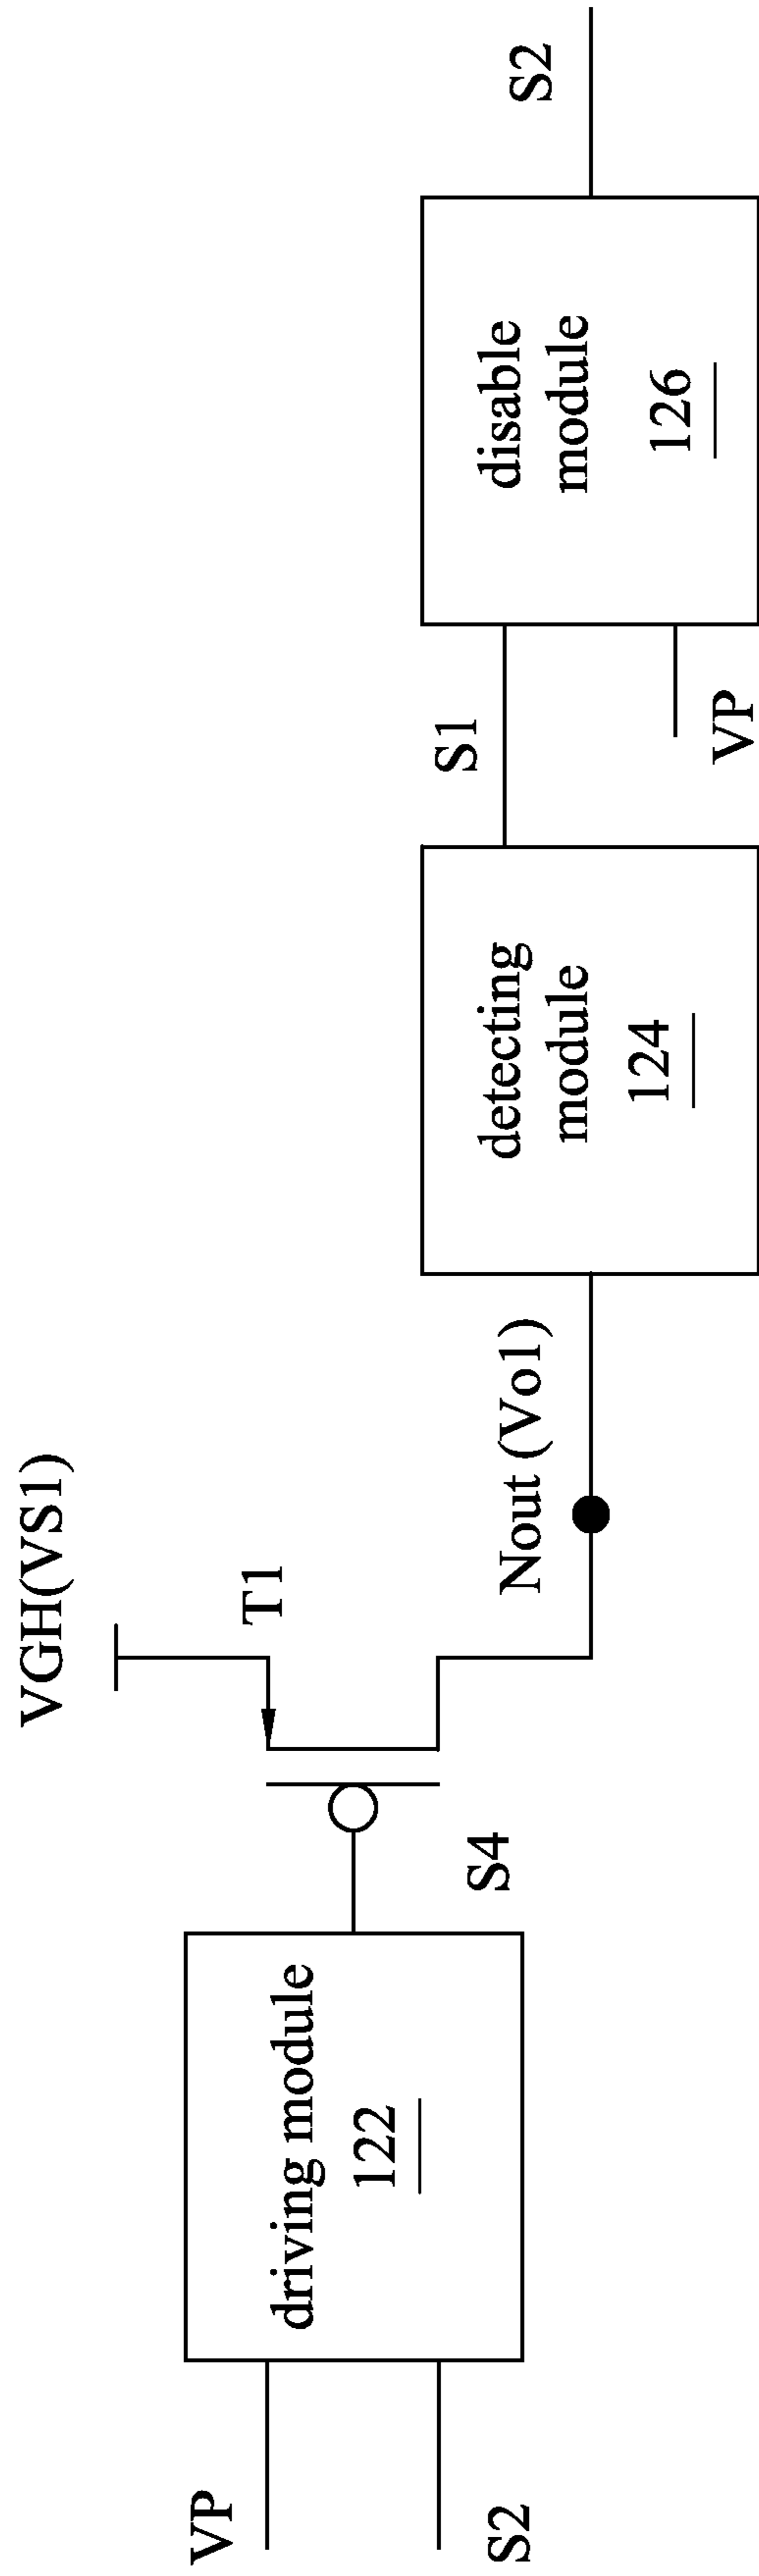 VGH(VS1)
T1
VP
S2
driving module
122
S4
Nout (Vo1)
detecting
module
124
S1
VP
disable
module
126
S2